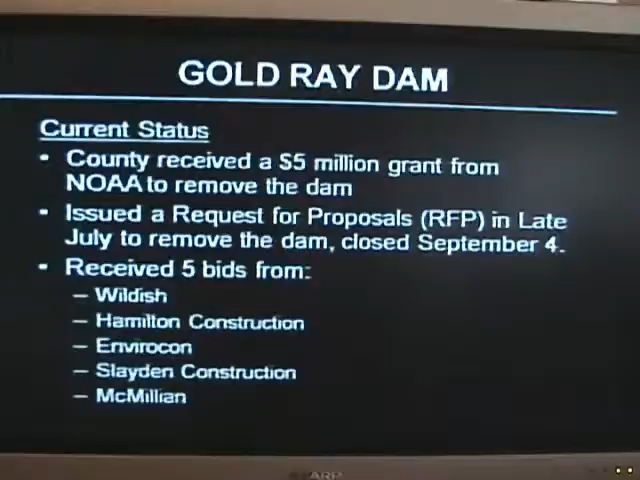 GOLD RAY DAM
Current Status
• County received a $5 million grant from
NOAA to remove the dam
• Issued a Request for Proposals (RFP) in Late
July to remove the dam, closed September 4.
• Received 5 bids from:
– Wildish
– Hamilton Construction
– Envirocon
– Slayden Construction
– McMillian
SHARP